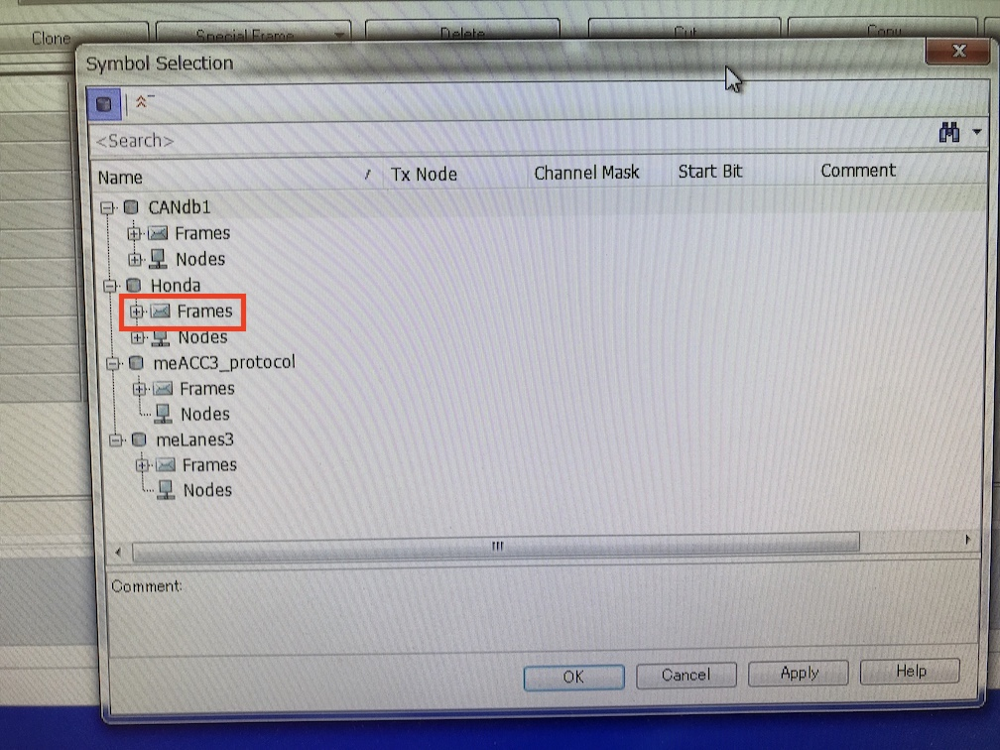 Clone Special Frame Delete Cut Copy
Symbol Selection
<Search>
Name Tx Node Channel Mask Start Bit Comment
CANdb1
Frames
Nodes
Honda
Frames
Nodes
meACC3_protocol
Frames
Nodes
meLanes3
Frames
Nodes
Comment:
OK Cancel Apply Help